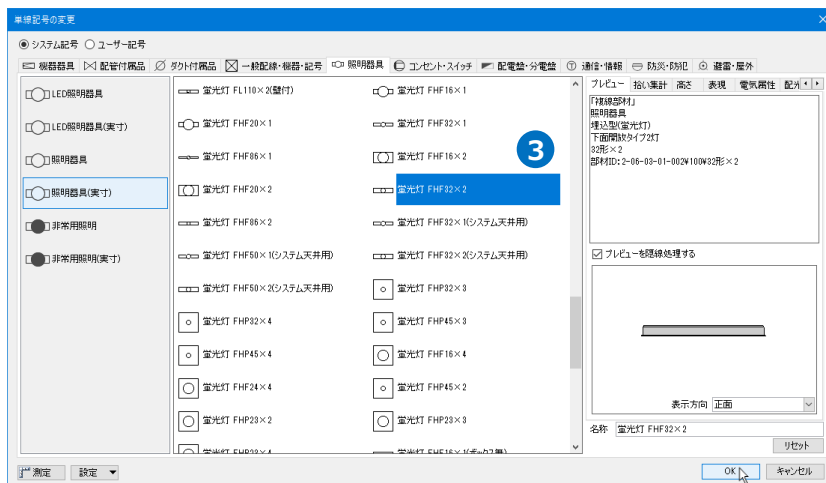 単線記号の変更
システム記号 ユーザー記号
機器器具 配管付属品 ダクト付属品 一般配線・機器・記号 照明器具 コンセント・スイッチ 配電盤・分電盤 通信・情報 防災・防犯 避雷・屋外
LED照明器具
LED照明器具(実寸)
照明器具
照明器具(実寸)
非常用照明
非常用照明(実寸)
蛍光灯 FL110×2(壁付) 蛍光灯 FHF16×1
蛍光灯 FHF20×1 蛍光灯 FHF32×1
蛍光灯 FHF86×1 蛍光灯 FHF16×2
3
蛍光灯 FHF20×2 蛍光灯 FHF32×2
蛍光灯 FHF86×2 蛍光灯 FHF32×1(システム天井用)
蛍光灯 FHF50×1(システム天井用) 蛍光灯 FHF32×2(システム天井用)
蛍光灯 FHF50×2(システム天井用) 蛍光灯 FHP32×3
蛍光灯 FHP32×4 蛍光灯 FHP45×3
蛍光灯 FHP45×4 蛍光灯 FHF16×4
蛍光灯 FHF24×4 蛍光灯 FHP45×2
蛍光灯 FHP23×2 蛍光灯 FHP23×3
プレビュー 拾い集計 高さ 表現 電気属性 配光
「複線部材」
照明器具
埋込型(蛍光灯)
下面開放タイプ2灯
32形×2
部材ID:2-06-03-01-002¥100¥32形×2
プレビューを隠線処理する
表示方向 正面
名称 蛍光灯 FHF32×2
リセット
測定 設定 OK キャンセル